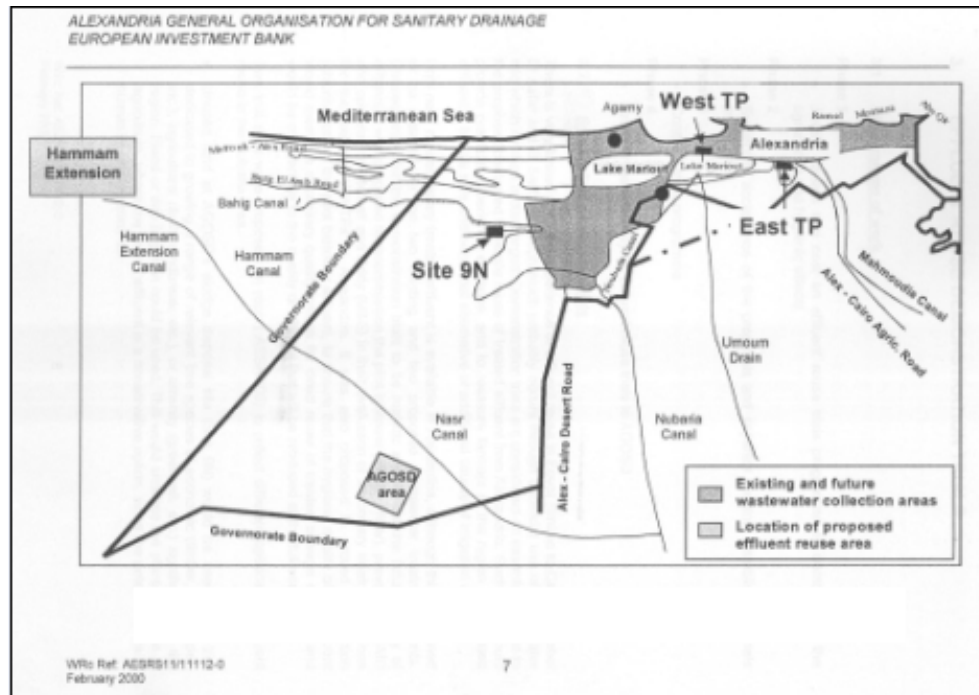 ALEXANDRIA GENERAL ORGANISATION FOR SANITARY DRAINAGE
EUROPEAN INVESTMENT BANK
Mediterranean Sea
Agamy
West TP
Alexandria
Hammam
Extension
Lake Mariout
Lake Mariout
Bahig Canal
Hammam
Extension
Canal
Hammam
Canal
Governorate Boundary
Site 9N
East TP
Mahmoudia Canal
Alex - Cairo Agric. Road
Umoum
Drain
Nubaria
Canal
Nasr
Canal
Alex - Cairo Desert Road
AGOSD
area
Governorate Boundary
Existing and future
wastewater collection areas
Location of proposed
effluent reuse area
WRc Ref: AESRS11/11112-0
February 2000
7